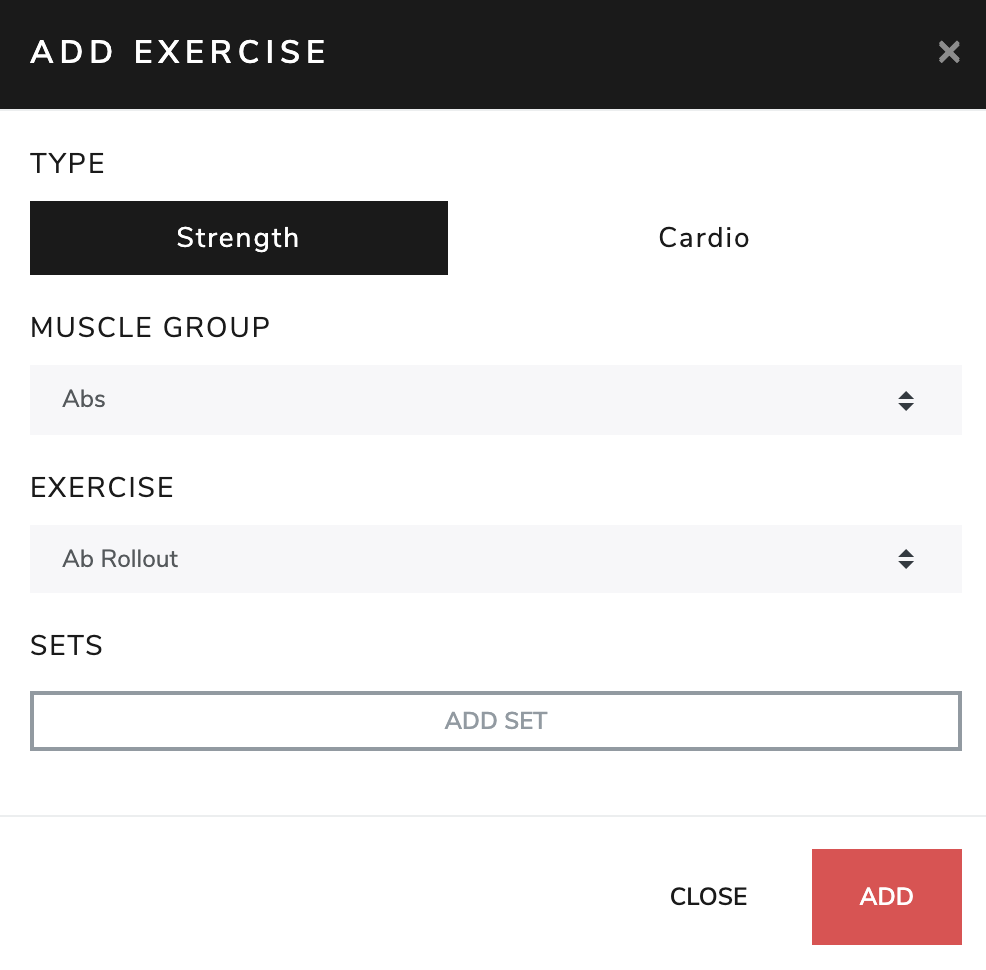 ADD EXERCISE
TYPE
Strength
Cardio
MUSCLE GROUP
Abs
EXERCISE
Ab Rollout
SETS
ADD SET
CLOSE
ADD